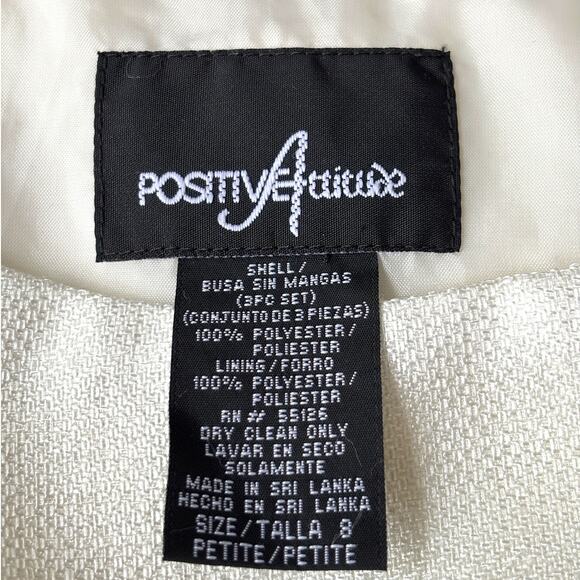 POSITIVE Attitude
SHELL/
BUSA SIN MANGAS
(3PC SET)
(CONJUNTO DE 3 PIEZAS)
100% POLYESTER/
POLIESTER
LINING/FORRO
100% POLYESTER/
POLIESTER
RN # 55126
DRY CLEAN ONLY
LAVAR EN SECO
SOLAMENTE
MADE IN SRI LANKA
HECHO EN SRI LANKA
SIZE/TALLA 8
PETITE/PETITE